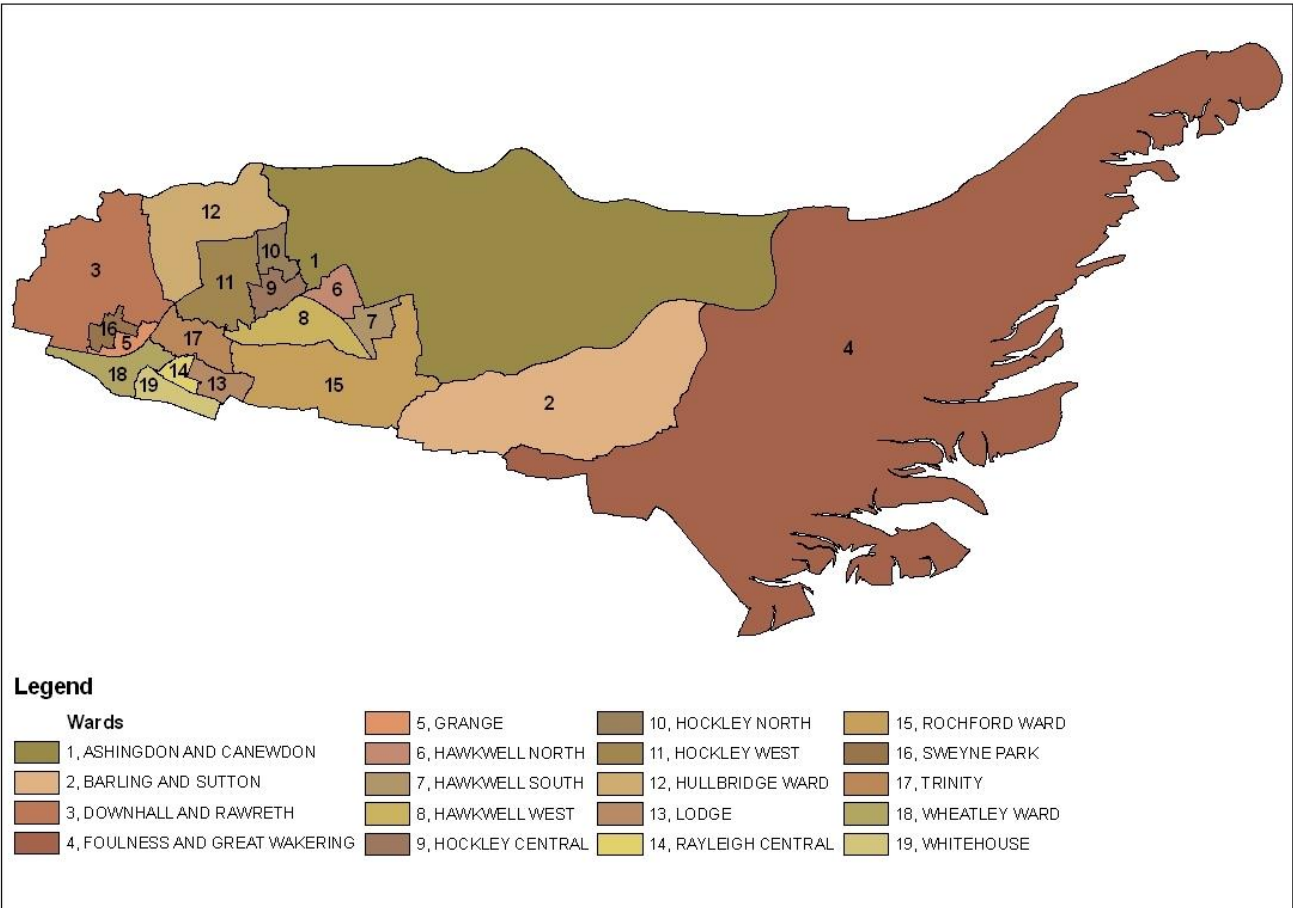 12
10
1
3
11
9
6
8
7
16
17
5
4
18
14
19
13
15
2
Legend
Wards
1, ASHINGDON AND CANEWDON
2, BARLING AND SUTTON
3, DOWNHALL AND RAWRETH
4, FOULNESS AND GREAT WAKERING
5, GRANGE
6, HAWKWELL NORTH
7, HAWKWELL SOUTH
8, HAWKWELL WEST
9, HOCKLEY CENTRAL
10, HOCKLEY NORTH
11, HOCKLEY WEST
12, HULLBRIDGE WARD
13, LODGE
14, RAYLEIGH CENTRAL
15, ROCHFORD WARD
16, SWEYNE PARK
17, TRINITY
18, WHEATLEY WARD
19, WHITEHOUSE